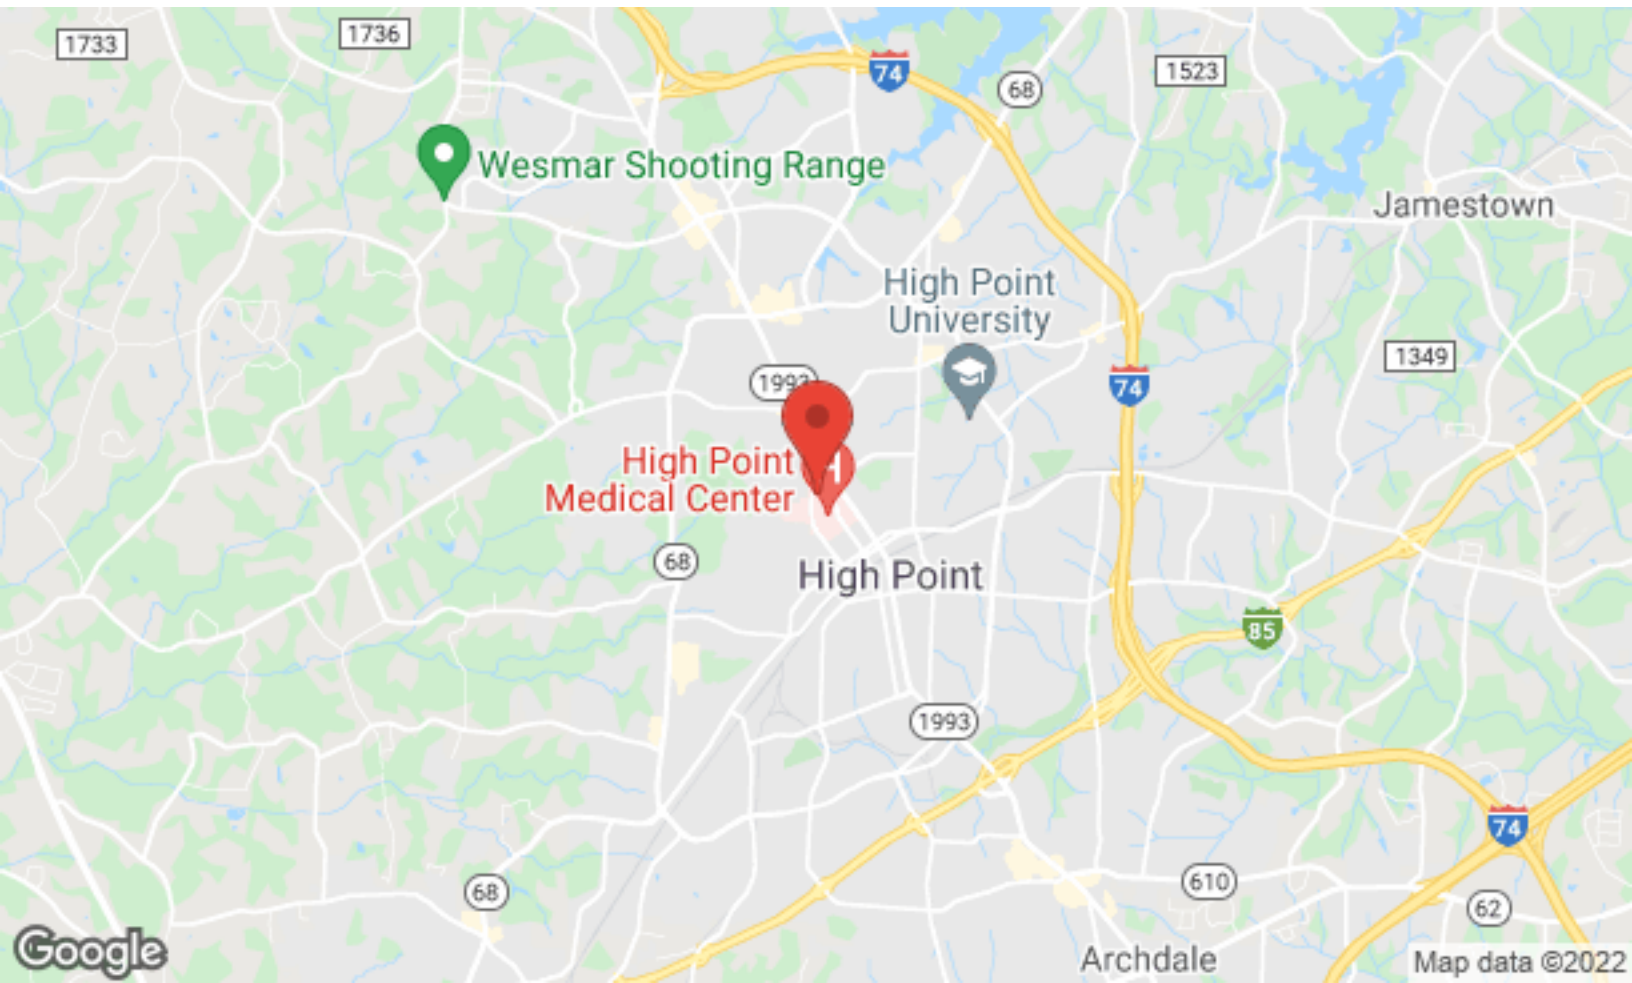 1733
1736
74
68
1523
Wesmar Shooting Range
Jamestown
High Point
University
1349
1993
74
High Point
Medical Center
H
68
High Point
85
1993
74
610
68
62
Google
Archdale
Map data ©2022